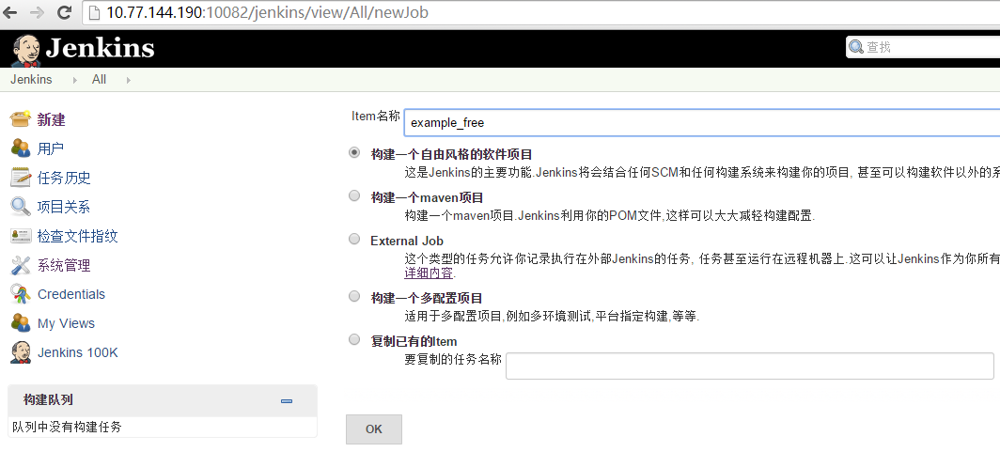 10.77.144.190:10082/jenkins/view/All/newJob
Jenkins
查找
Jenkins
All
新建
用户
任务历史
项目关系
检查文件指纹
系统管理
Credentials
My Views
Jenkins 100K
构建队列
队列中没有构建任务
Item名称
example_free
构建一个自由风格的软件项目
这是Jenkins的主要功能.Jenkins将会结合任何SCM和任何构建系统来构建你的项目, 甚至可以构建软件以外的系
构建一个maven项目
构建一个maven项目.Jenkins利用你的POM文件,这样可以大大减轻构建配置.
External Job
这个类型的任务允许你记录执行在外部Jenkins的任务, 任务甚至运行在远程机器上.这可以让Jenkins作为你所有
详细内容.
构建一个多配置项目
适用于多配置项目,例如多环境测试,平台指定构建,等等.
复制已有的Item
要复制的任务名称
OK